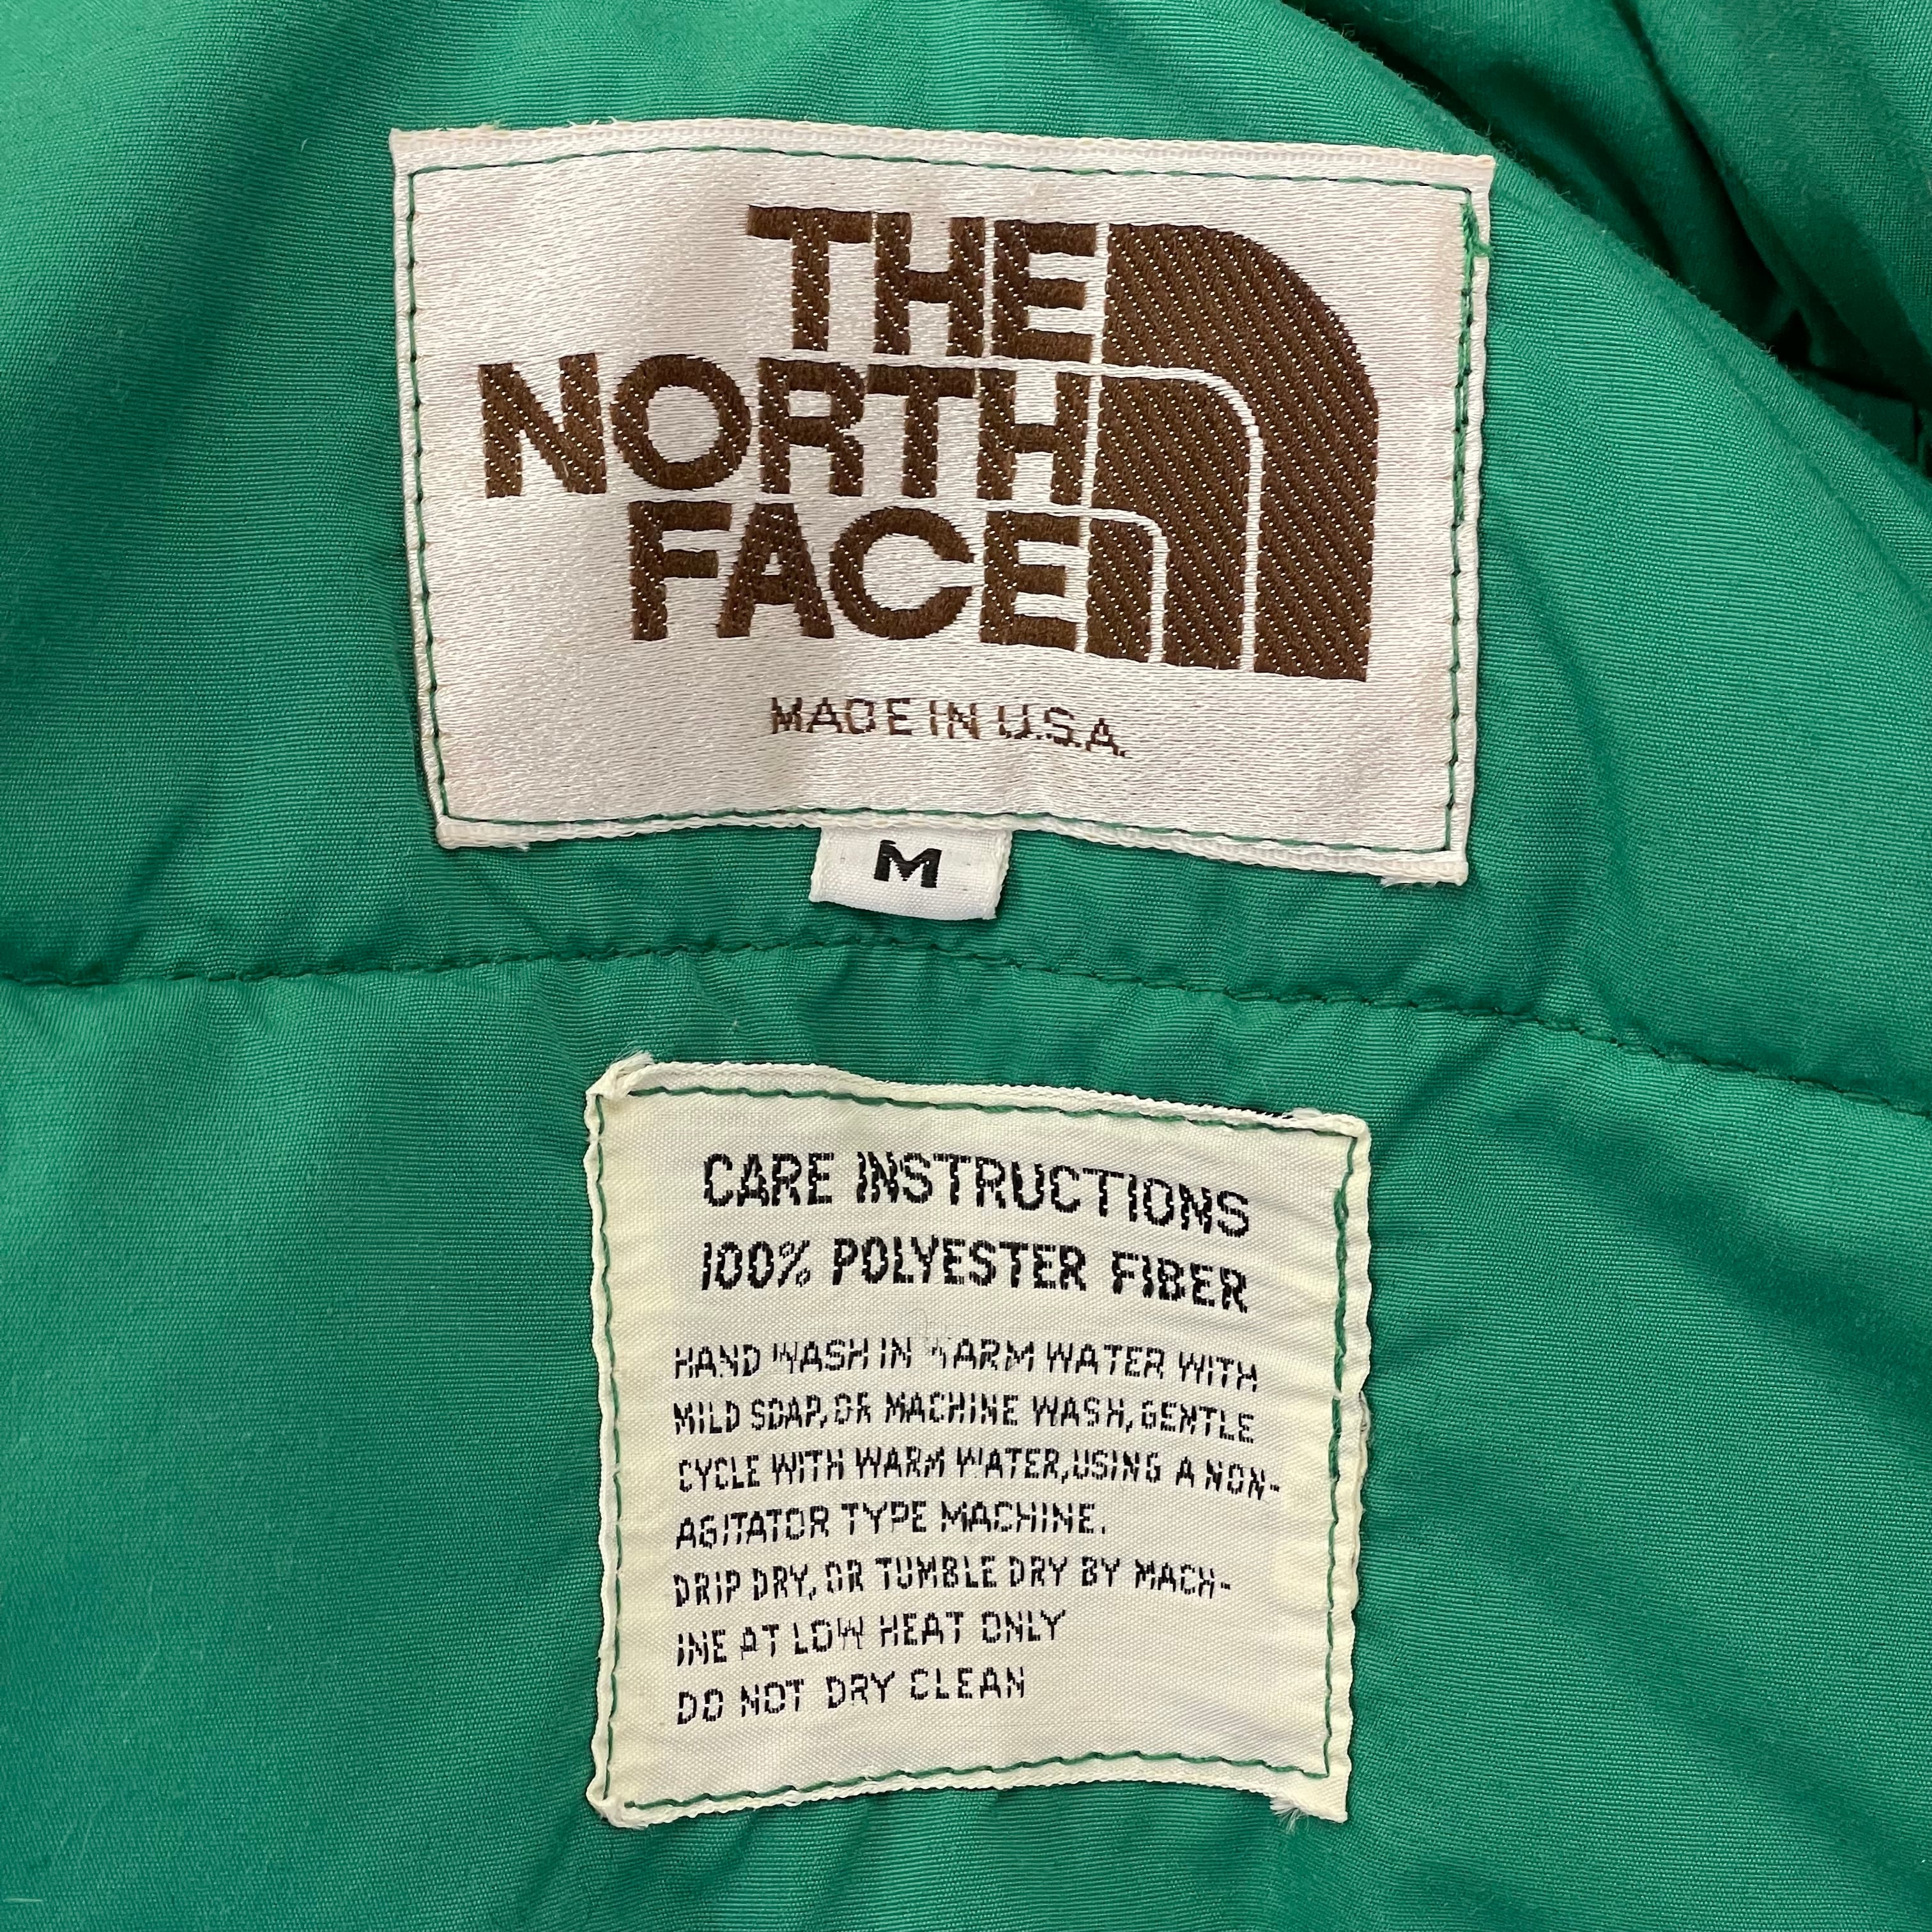 THE
NORTH
FACE
MADE IN U.S.A.
M
CARE INSTRUCTIONS
100% POLYESTER FIBER
HAND WASH IN WARM WATER WITH
MILD SOAP, OR MACHINE WASH, GENTLE
CYCLE WITH WARM WATER, USING A NON-
AGITATOR TYPE MACHINE.
DRIP DRY, OR TUMBLE DRY BY MACH-
INE AT LOW HEAT ONLY
DO NOT DRY CLEAN